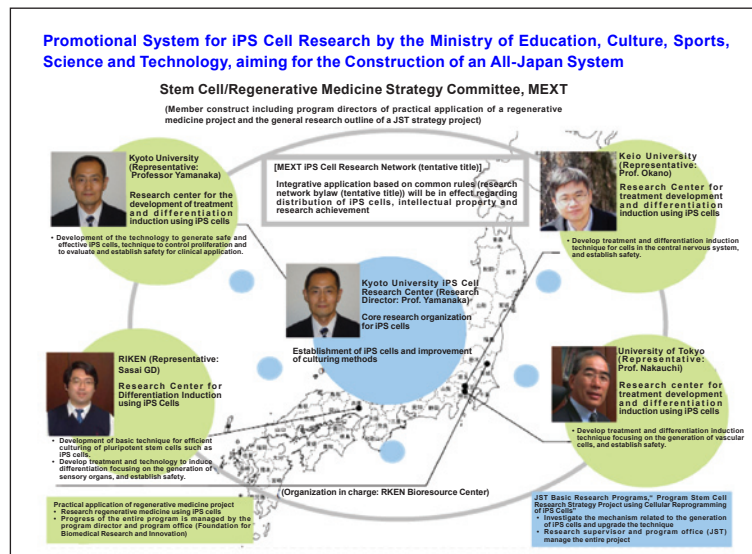 Promotional System for iPS Cell Research by the Ministry of Education, Culture, Sports,
Science and Technology, aiming for the Construction of an All-Japan System
Stem Cell/Regenerative Medicine Strategy Committee, MEXT
(Member construct including program directors of practical application of a regenerative
medicine project and the general research outline of a JST strategy project)
Kyoto University
(Representative:
Professor Yamanaka)
Research center for the
development of treatment
and differentiation
induction using iPS cells
• Development of the technology to generate safe and
effective iPS cells, technique to control proliferation and
to evaluate and establish safety for clinical application.
[MEXT iPS Cell Research Network (tentative title)]
Integrative application based on common rules (research
network bylaw (tentative title)) will be in effect regarding
distribution of iPS cells, intellectual property and
research achievement
Keio University
(Representative:
Prof. Okano)
Research Center for
treatment development
and differentiation
induction using iPS cells
• Develop treatment and differentiation induction
technique for cells in the central nervous system,
and establish safety.
Kyoto University iPS Cell
Research Center (Research
Director: Prof. Yamanaka)
Core research organization
for iPS cells
Establishment of iPS cells and improvement
of culturing methods
RIKEN (Representative:
Sasai GD)
Research Center for
Differentiation Induction
using iPS Cells
• Development of basic technique for efficient
culturing of pluripotent stem cells such as
iPS cells.
• Develop treatment and technology to induce
differentiation focusing on the generation of
sensory organs, and establish safety.
University of Tokyo
(Representative:
Prof. Nakauchi)
Research center for
treatment development
and differentiation
induction using iPS cells
• Develop treatment and differentiation induction
technique focusing on the generation of vascular
cells, and establish safety.
(Organization in charge: RKEN Bioresource Center)
Practical application of regenerative medicine project
• Research regenerative medicine using iPS cells
• Progress of the entire program is managed by the
program director and program office (Foundation for
Biomedical Research and Innovation)
JST Basic Research Programs," Program Stem Cell
Research Strategy Project using Cellular Reprogramming
of iPS Cells"
• Investigate the mechanism related to the generation
of iPS cells and upgrade the technique
• Research supervisor and program office (JST)
manage the entire project